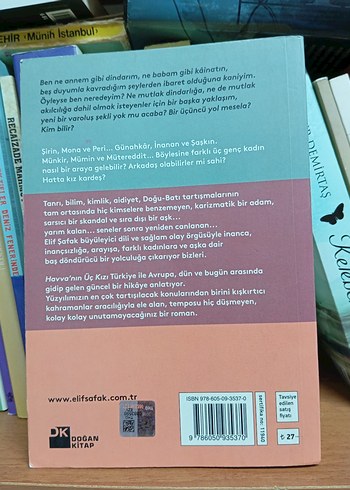 EHİR -Münih İstanbul-
Ben ne annem gibi dindarım, ne babam gibi kâinatın,
beş duyumla kavradığım şeylerden ibaret olduğuna kaniyim.
Öyleyse ben neredeyim? Ne mutlak dindarlığa, ne de mutlak
akılcılığa dahil olmak isteyenler için bir başka yaklaşım,
yeni bir varoluş şekli yok mu acaba? Bir üçüncü yol mesela?
Kim bilir?
Şirin, Mona ve Peri... Günahkâr, İnanan ve Şaşkın.
Münkir, Mümin ve Mütereddit... Böylesine farklı üç genç kadın
nasıl bir araya gelebilir? Arkadaş olabilirler mi sahi?
Hatta kız kardeş?
Tanrı, bilim, kimlik, aidiyet, Doğu-Batı tartışmalarının
tam ortasında hiç kimselere benzemeyen, karizmatik bir adam,
sarsıcı bir skandal ve sıra dışı bir aşk...
yarım kalan... seneler sonra yeniden canlanan...
Elif Şafak büyüleyici dili ve sağlam olay örgüsüyle inanca,
inançsızlığa, arayışa, farklı kadınlara ve aşka dair
baş döndürücü bir yolculuğa çıkarıyor bizleri.
Havva'nın Üç Kızı Türkiye ile Avrupa, dün ve bugün arasında
gidip gelen güncel bir hikâye anlatıyor.
Yüzyılımızın en çok tartışılacak konularından birini kışkırtıcı
kahramanlar aracılığıyla ele alan, temposu hiç düşmeyen,
kolay kolay unutamayacağınız bir roman.
www.elifsafak.com.tr
DK
DOĞAN
KİTAP
ISBN 978-605-09-3537-0
9 786050 935370
sertifika no: 11940
Tavsiye
edilen
satış
fiyatı
₺ 27
RECAİZADE MA
DEMİRTAŞ